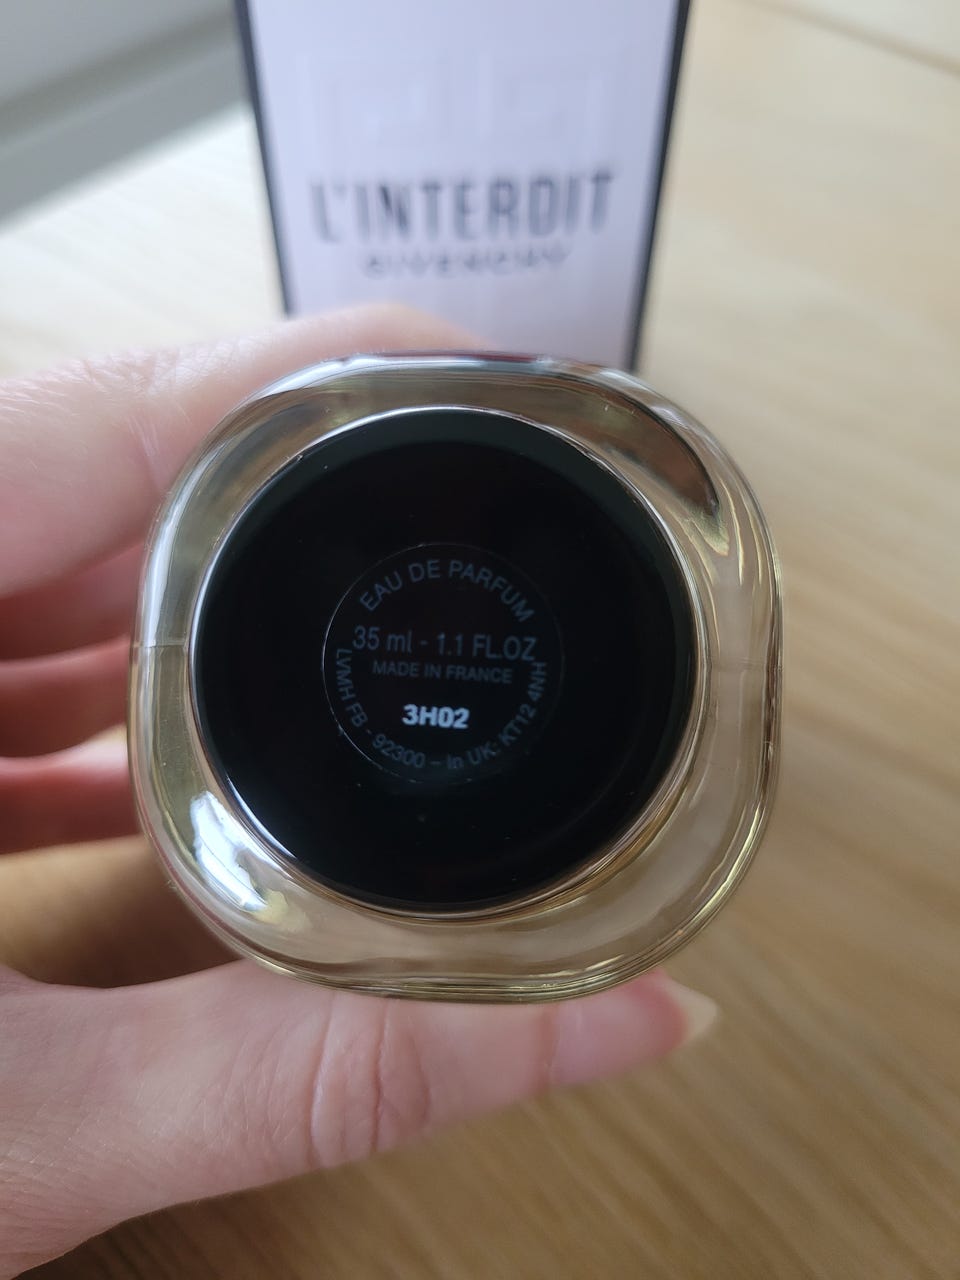 L'INTERDIT
GIVENCHY
EAU DE PARFUM
35 ml - 1.1 FL.OZ
MADE IN FRANCE
3H02
LVMH FB - 92300 - In UK: KT12 4NH